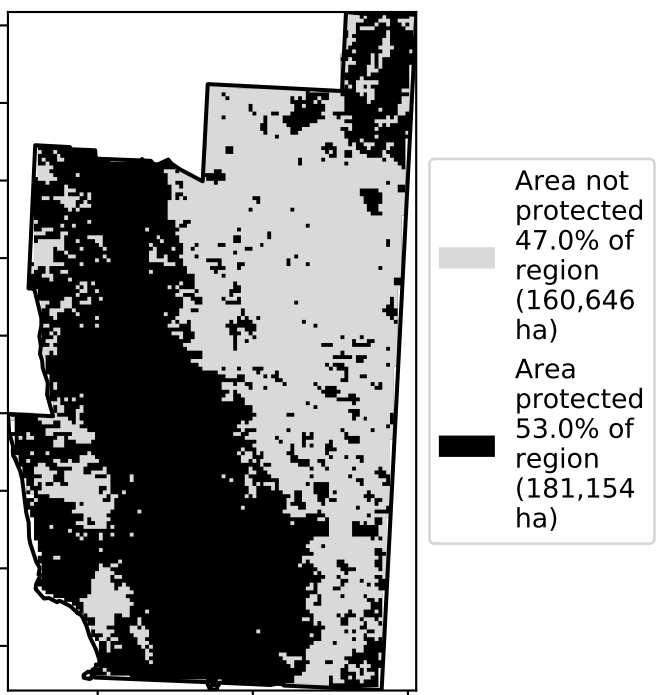 Area not
protected
47.0% of
region
(160,646
ha)
Area
protected
53.0% of
region
(181,154
ha)